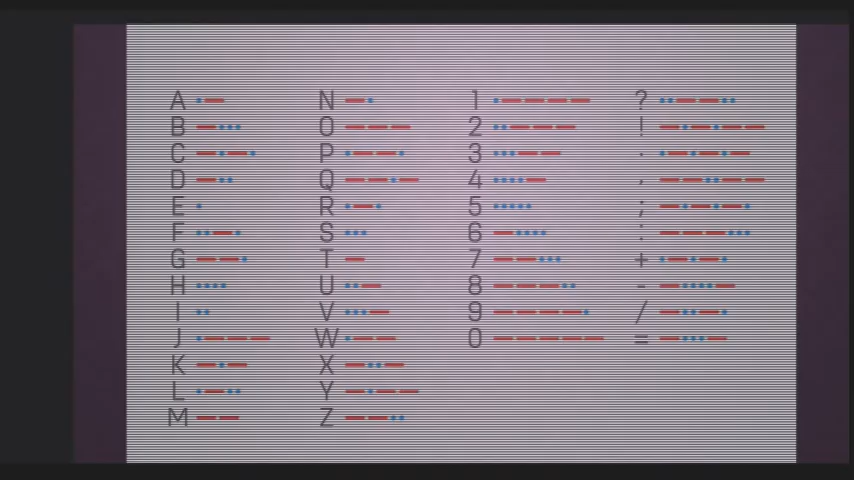 A •— N —• 1 •———— ? ••——••
B —••• O ——— 2 ••——— ! —•—•——
C —•—• P •——• 3 •••—— . •—•—•—
D —•• Q ——•— 4 ••••— , ——••——
E • R •—• 5 ••••• ; —•—•—•
F ••—• S ••• 6 —•••• : ———•••
G ——• T — 7 ——••• + •—•—•
H •••• U ••— 8 ———•• - —••••—
I •• V •••— 9 ————• / —••—•
J •——— W •—— 0 ————— = —•••—
K —•— X —••—
L •—•• Y —•——
M —— Z ——••